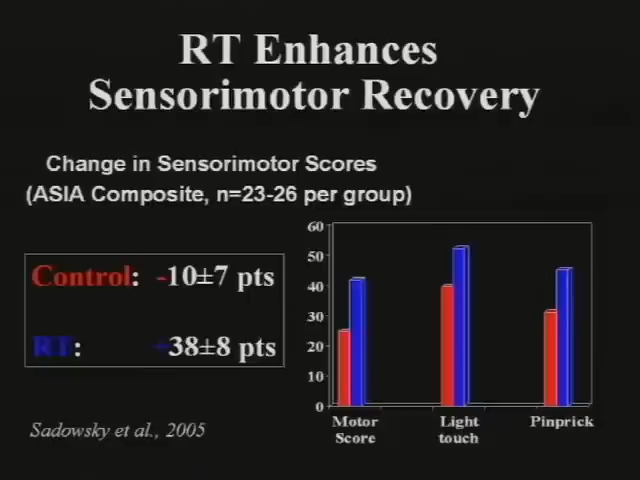 RT Enhances
Sensorimotor Recovery
Change in Sensorimotor Scores
(ASIA Composite, n=23-26 per group)
Control: -10±7 pts
RT: +38±8 pts
Sadowsky et al., 2005
60
50
40
30
20
10
0
Motor Score
Light touch
Pinprick